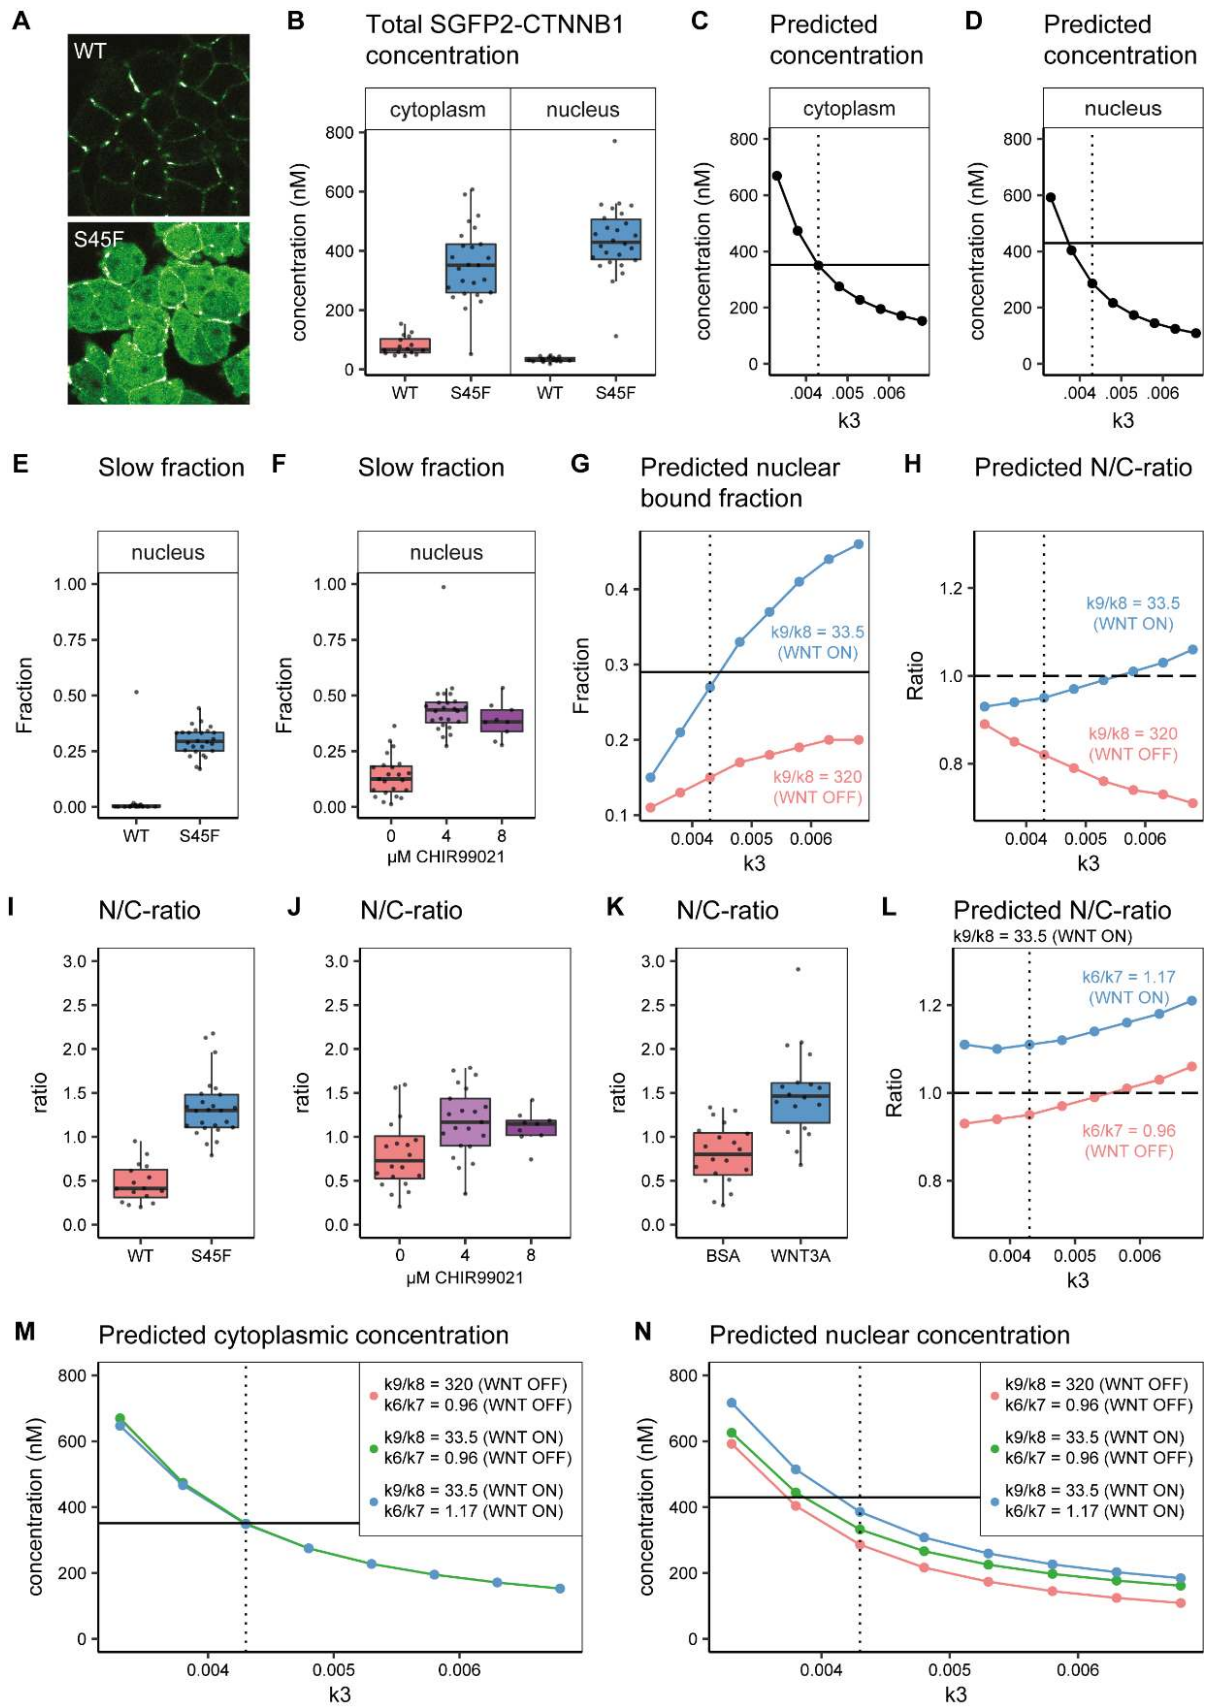 A
WT
S45F
B
Total SGFP2-CTNNB1
concentration
cytoplasm
nucleus
concentration (nM)
800
600
400
200
0
WT
S45F
WT
S45F
C
Predicted
concentration
cytoplasm
concentration (nM)
800
600
400
200
0
.004 .005 .006
k3
D
Predicted
concentration
nucleus
concentration (nM)
800
600
400
200
0
.004 .005 .006
k3
E
Slow fraction
nucleus
Fraction
1.00
0.75
0.50
0.25
0.00
WT
S45F
F
Slow fraction
nucleus
Fraction
1.00
0.75
0.50
0.25
0.00
0
4
8
µM CHIR99021
G
Predicted nuclear
bound fraction
Fraction
0.4
0.3
0.2
0.1
k9/k8 = 33.5
(WNT ON)
k9/k8 = 320
(WNT OFF)
0.004
0.005
0.006
k3
H
Predicted N/C-ratio
Ratio
1.2
1.0
0.8
k9/k8 = 33.5
(WNT ON)
k9/k8 = 320
(WNT OFF)
0.004
0.005
0.006
k3
I
N/C-ratio
ratio
3.0
2.5
2.0
1.5
1.0
0.5
0.0
WT
S45F
J
N/C-ratio
ratio
3.0
2.5
2.0
1.5
1.0
0.5
0.0
0
4
8
µM CHIR99021
K
N/C-ratio
ratio
3.0
2.5
2.0
1.5
1.0
0.5
0.0
BSA
WNT3A
L
Predicted N/C-ratio
k9/k8 = 33.5 (WNT ON)
Ratio
1.2
1.0
0.8
k6/k7 = 1.17
(WNT ON)
k6/k7 = 0.96
(WNT OFF)
0.004
0.005
0.006
k3
M
Predicted cytoplasmic concentration
concentration (nM)
800
600
400
200
0
k9/k8 = 320 (WNT OFF)
k6/k7 = 0.96 (WNT OFF)
k9/k8 = 33.5 (WNT ON)
k6/k7 = 0.96 (WNT OFF)
k9/k8 = 33.5 (WNT ON)
k6/k7 = 1.17 (WNT ON)
0.004
0.005
0.006
k3
N
Predicted nuclear concentration
concentration (nM)
800
600
400
200
0
k9/k8 = 320 (WNT OFF)
k6/k7 = 0.96 (WNT OFF)
k9/k8 = 33.5 (WNT ON)
k6/k7 = 0.96 (WNT OFF)
k9/k8 = 33.5 (WNT ON)
k6/k7 = 1.17 (WNT ON)
0.004
0.005
0.006
k3